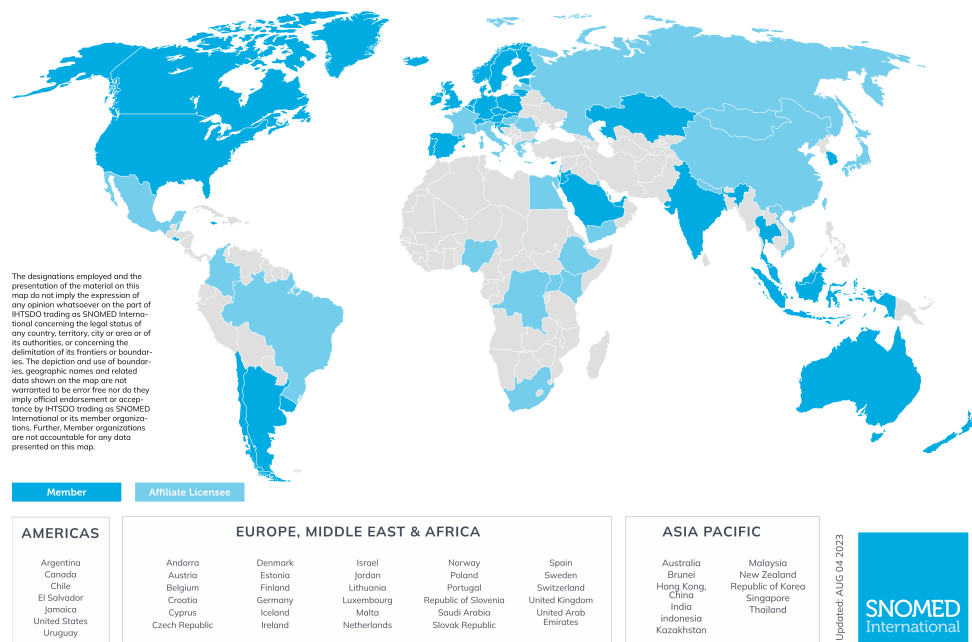 The designations employed and the
presentation of the material on this
map do not imply the expression of
any opinion whatsoever on the part of
IHTSDO trading as SNOMED Interna-
tional concerning the legal status of
any country, territory, city or area or of
its authorities, or concerning the
delimitation of its frontiers or boundar-
ies. The depiction and use of boundar-
ies, geographic names and related
data shown on the map are not
warranted to be error free nor do they
imply official endorsement or accep-
tance by IHTSDO trading as SNOMED
International or its member organiza-
tions. Further, Member organizations
are not accountable for any data
presented on this map.
Member
Affiliate Licensee
AMERICAS
Argentina
Canada
Chile
El Salvador
Jamaica
United States
Uruguay
EUROPE, MIDDLE EAST & AFRICA
Andorra
Austria
Belgium
Croatia
Cyprus
Czech Republic
Denmark
Estonia
Finland
Germany
Iceland
Ireland
Israel
Jordan
Lithuania
Luxembourg
Malta
Netherlands
Norway
Poland
Portugal
Republic of Slovenia
Saudi Arabia
Slovak Republic
Spain
Sweden
Switzerland
United Kingdom
United Arab
Emirates
ASIA PACIFIC
Australia
Brunei
Hong Kong,
China
India
indonesia
Kazakhstan
Malaysia
New Zealand
Republic of Korea
Singapore
Thailand
Updated: AUG 04 2023
SNOMED
International